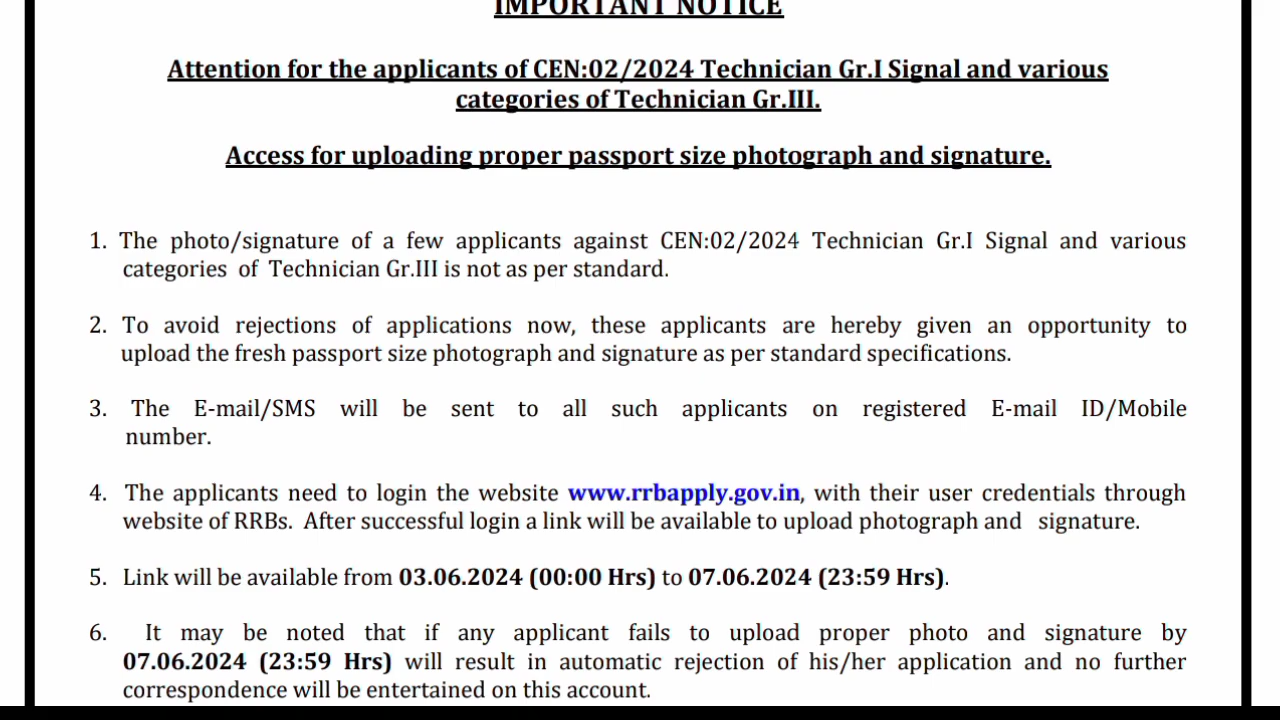 IMPORTANT NOTICE
Attention for the applicants of CEN:02/2024 Technician Gr.I Signal and various
categories of Technician Gr.III.
Access for uploading proper passport size photograph and signature.
1. The photo/signature of a few applicants against CEN:02/2024 Technician Gr.I Signal and various
categories of Technician Gr.III is not as per standard.
2. To avoid rejections of applications now, these applicants are hereby given an opportunity to
upload the fresh passport size photograph and signature as per standard specifications.
3. The E-mail/SMS will be sent to all such applicants on registered E-mail ID/Mobile
number.
4. The applicants need to login the website www.rrbapply.gov.in, with their user credentials through
website of RRBs. After successful login a link will be available to upload photograph and signature.
5. Link will be available from 03.06.2024 (00:00 Hrs) to 07.06.2024 (23:59 Hrs).
6. It may be noted that if any applicant fails to upload proper photo and signature by
07.06.2024 (23:59 Hrs) will result in automatic rejection of his/her application and no further
correspondence will be entertained on this account.